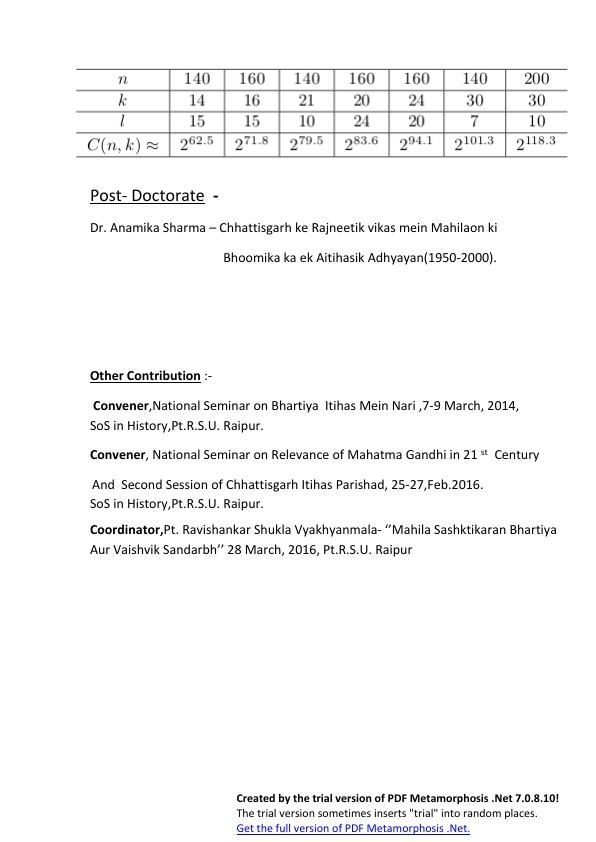 n 140 160 140 160 160 140 200
k 14 16 21 20 24 30 30
l 15 15 10 24 20 7 10
C(n, k) ≈ 2^62.5 2^71.8 2^79.5 2^83.6 2^94.1 2^101.3 2^118.3
Post- Doctorate -
Dr. Anamika Sharma – Chhattisgarh ke Rajneetik vikas mein Mahilaon ki
Bhoomika ka ek Aitihasik Adhyayan(1950-2000).
Other Contribution :-
Convener,National Seminar on Bhartiya Itihas Mein Nari ,7-9 March, 2014,
SoS in History,Pt.R.S.U. Raipur.
Convener, National Seminar on Relevance of Mahatma Gandhi in 21 st Century
And Second Session of Chhattisgarh Itihas Parishad, 25-27,Feb.2016.
SoS in History,Pt.R.S.U. Raipur.
Coordinator,Pt. Ravishankar Shukla Vyakhyanmala- ‘’Mahila Sashktikaran Bhartiya
Aur Vaishvik Sandarbh’’ 28 March, 2016, Pt.R.S.U. Raipur
Created by the trial version of PDF Metamorphosis .Net 7.0.8.10!
The trial version sometimes inserts "trial" into random places.
Get the full version of PDF Metamorphosis .Net.